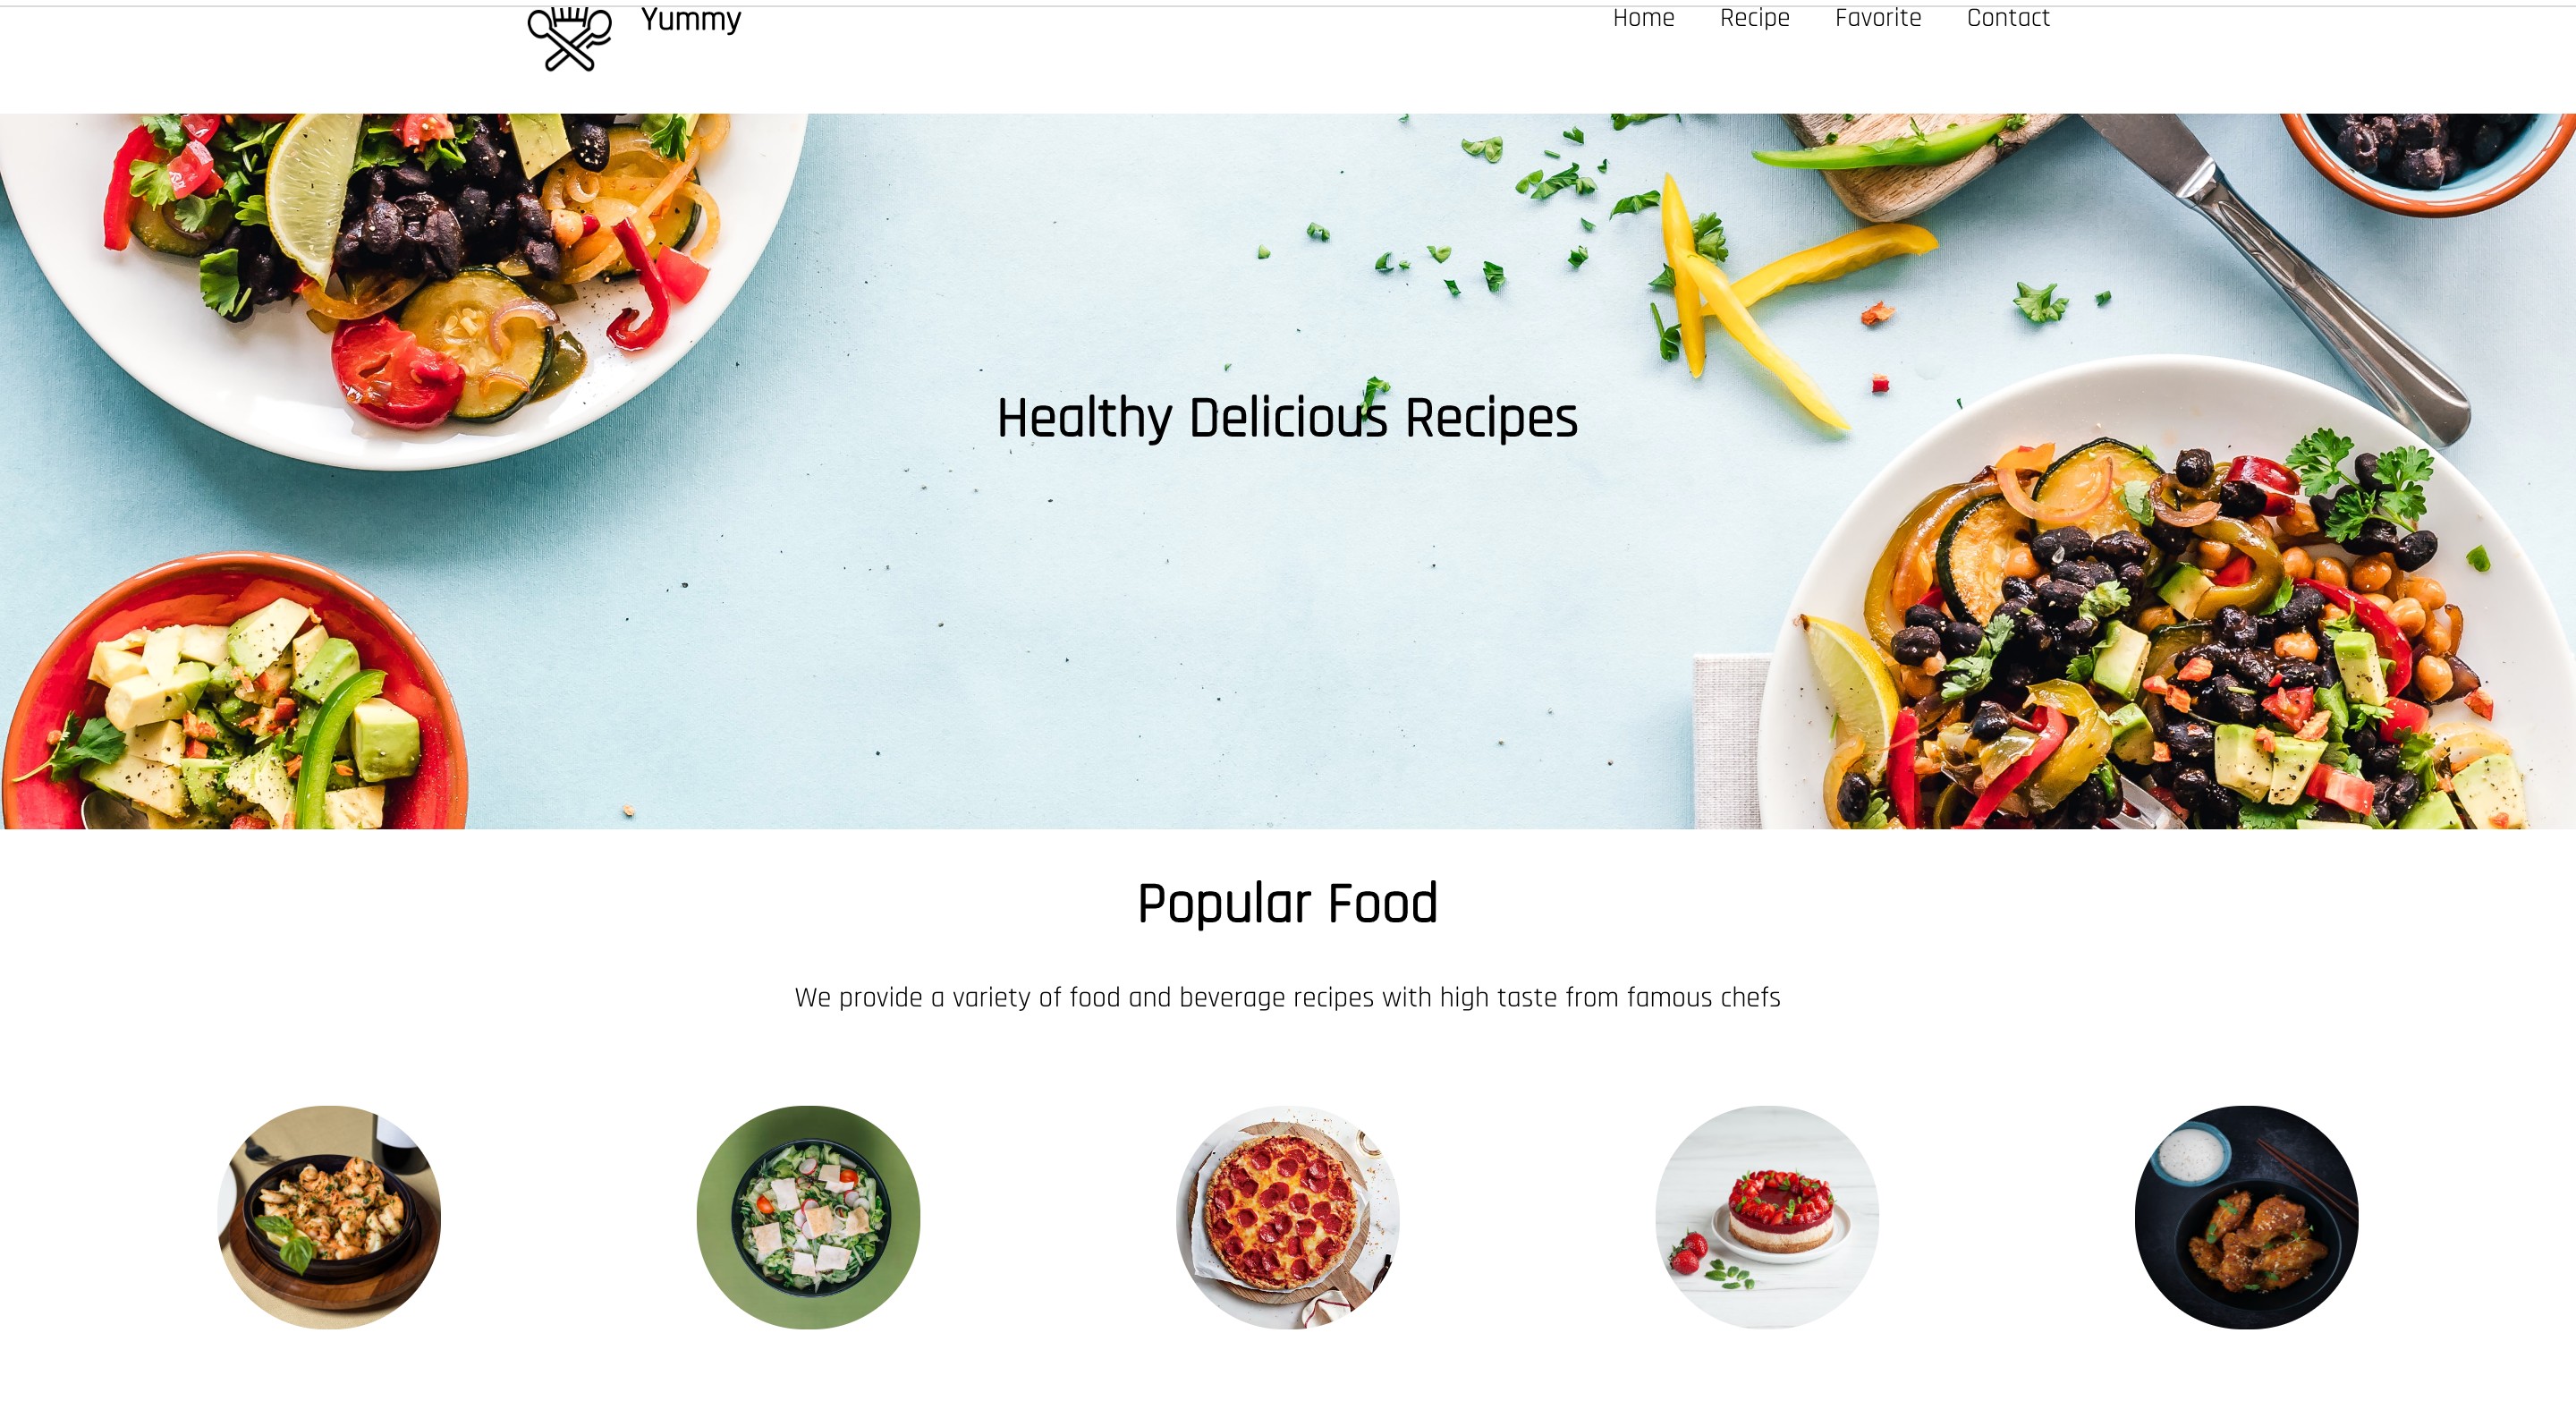 Yummy
Home Recipe Favorite Contact
Healthy Delicious Recipes
Popular Food
We provide a variety of food and beverage recipes with high taste from famous chefs